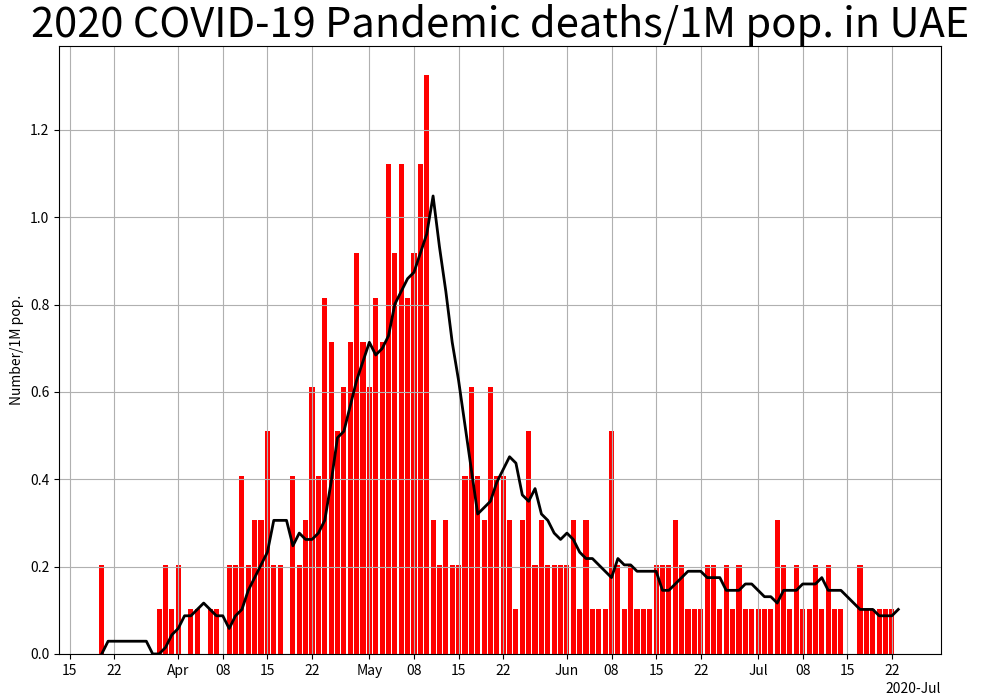 2020 COVID-19 Pandemic deaths/1M pop. in UAE
Number/1M pop.
1.2
1.0
0.8
0.6
0.4
0.2
0.0
15 22 Apr 08 15 22 May 08 15 22 Jun 08 15 22 Jul 08 15 22
2020-Jul